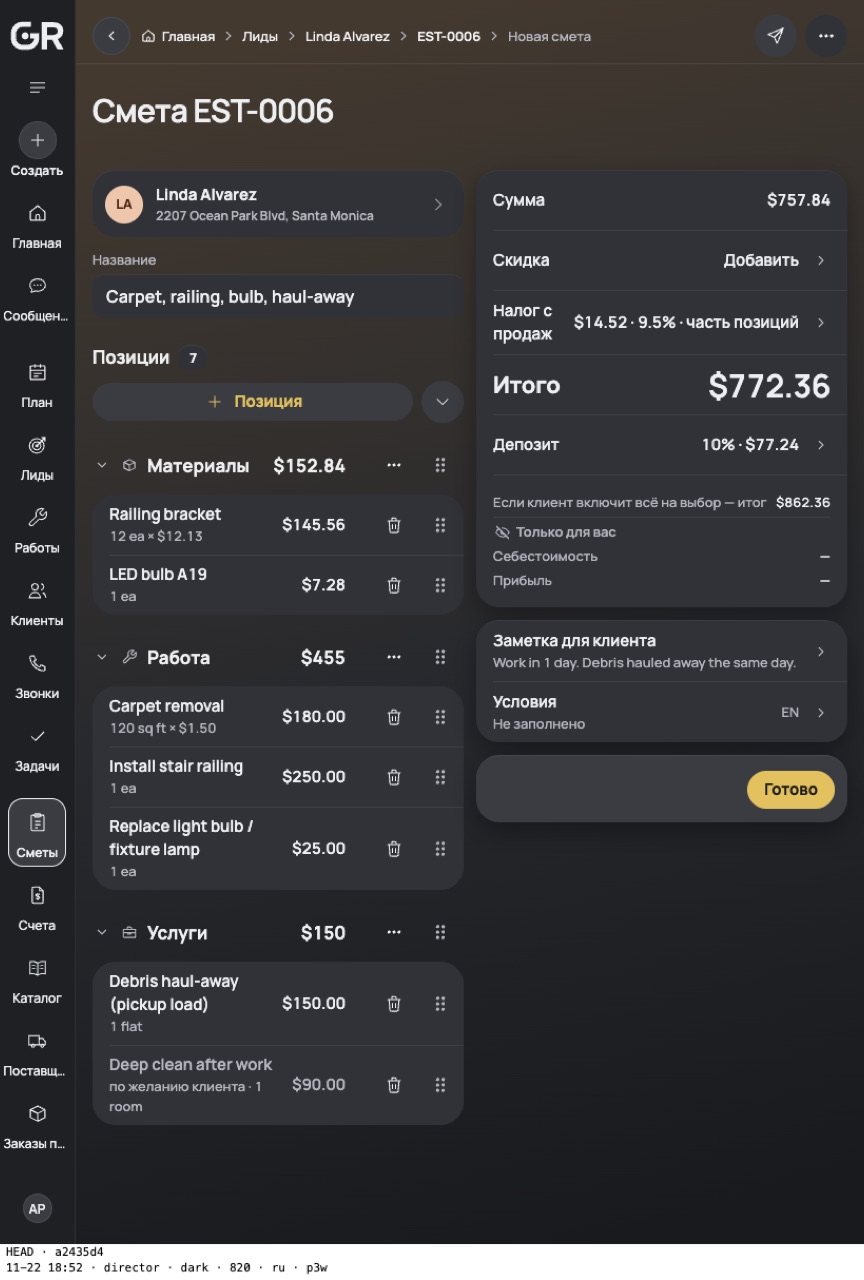 GR
Главная
Лиды
Linda Alvarez
EST-0006
Новая смета
Создать
Главная
Сообщен…
План
Лиды
Работы
Клиенты
Звонки
Задачи
Сметы
Счета
Каталог
Поставщ…
Заказы п…
AP
Смета EST-0006
LA
Linda Alvarez
2207 Ocean Park Blvd, Santa Monica
Название
Carpet, railing, bulb, haul-away
Позиции 7
+ Позиция
Материалы $152.84
Railing bracket
12 ea × $12.13
$145.56
LED bulb A19
1 ea
$7.28
Работа $455
Carpet removal
120 sq ft × $1.50
$180.00
Install stair railing
1 ea
$250.00
Replace light bulb /
fixture lamp
1 ea
$25.00
Услуги $150
Debris haul-away
(pickup load)
1 flat
$150.00
Deep clean after work
по желанию клиента · 1
room
$90.00
Сумма $757.84
Скидка Добавить
Налог с
продаж
$14.52 · 9.5% · часть позиций
Итого $772.36
Депозит 10% · $77.24
Если клиент включит всё на выбор — итог $862.36
Только для вас
Себестоимость –
Прибыль –
Заметка для клиента
Work in 1 day. Debris hauled away the same day.
Условия
Не заполнено
EN
Готово
HEAD · a2435d4
11-22 18:52 · director · dark · 820 · ru · p3w